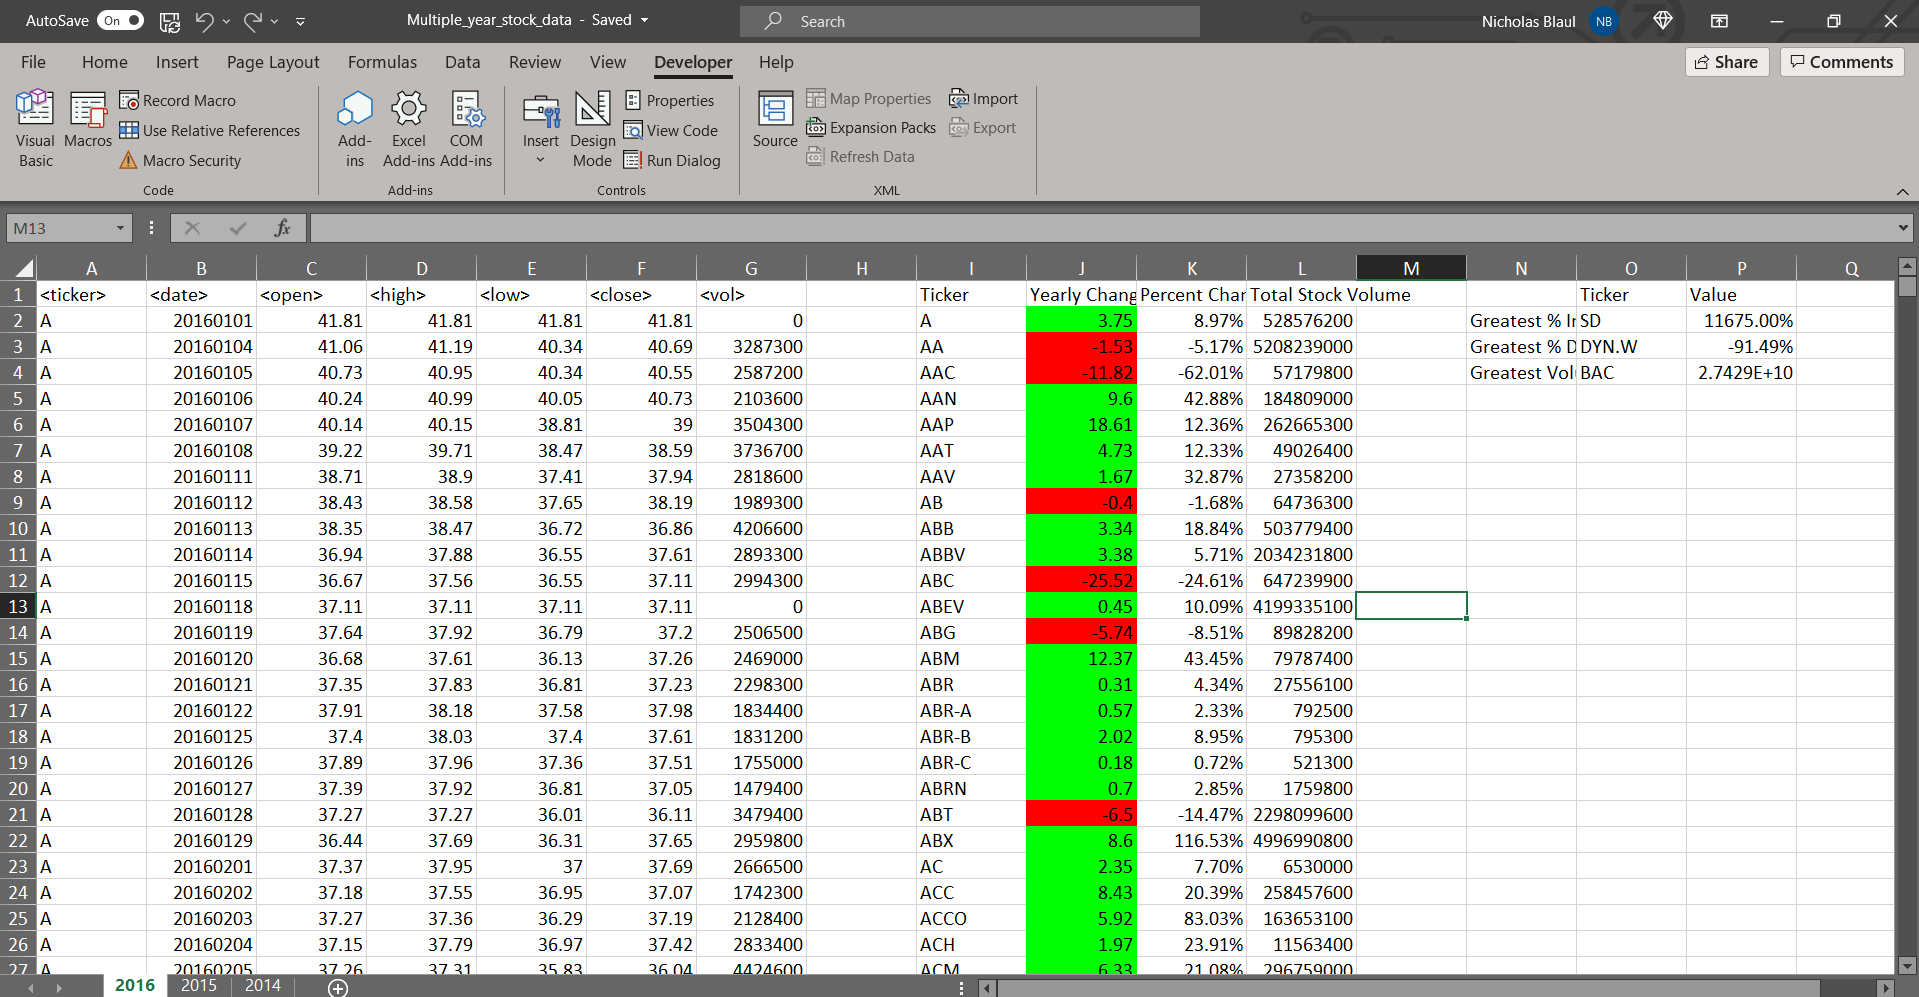 AutoSave On Multiple_year_stock_data - Saved Search Nicholas Blaul NB
File Home Insert Page Layout Formulas Data Review View Developer Help Share Comments
Visual Basic
Macros
Record Macro
Use Relative References
Macro Security
Code
Add-ins
Excel Add-ins
COM Add-ins
Add-ins
Insert
Design Mode
Properties
View Code
Run Dialog
Controls
Source
Map Properties
Expansion Packs
Refresh Data
Import
Export
XML
M13 fx
A B C D E F G H I J K L M N O P Q
1 <ticker> <date> <open> <high> <low> <close> <vol> Ticker Yearly Chang Percent Char Total Stock Volume Ticker Value
2 A 20160101 41.81 41.81 41.81 41.81 0 A 3.75 8.97% 528576200 Greatest % Ir SD 11675.00%
3 A 20160104 41.06 41.19 40.34 40.69 3287300 AA -1.53 -5.17% 5208239000 Greatest % D DYN.W -91.49%
4 A 20160105 40.73 40.95 40.34 40.55 2587200 AAC -11.82 -62.01% 57179800 Greatest Vol BAC 2.7429E+10
5 A 20160106 40.24 40.99 40.05 40.73 2103600 AAN 9.6 42.88% 184809000
6 A 20160107 40.14 40.15 38.81 39 3504300 AAP 18.61 12.36% 262665300
7 A 20160108 39.22 39.71 38.47 38.59 3736700 AAT 4.73 12.33% 49026400
8 A 20160111 38.71 38.9 37.41 37.94 2818600 AAV 1.67 32.87% 27358200
9 A 20160112 38.43 38.58 37.65 38.19 1989300 AB -0.4 -1.68% 64736300
10 A 20160113 38.35 38.47 36.72 36.86 4206600 ABB 3.34 18.84% 503779400
11 A 20160114 36.94 37.88 36.55 37.61 2893300 ABBV 3.38 5.71% 2034231800
12 A 20160115 36.67 37.56 36.55 37.11 2994300 ABC -25.52 -24.61% 647239900
13 A 20160118 37.11 37.11 37.11 37.11 0 ABEV 0.45 10.09% 4199335100
14 A 20160119 37.64 37.92 36.79 37.2 2506500 ABG -5.74 -8.51% 89828200
15 A 20160120 36.68 37.61 36.13 37.26 2469000 ABM 12.37 43.45% 79787400
16 A 20160121 37.35 37.83 36.81 37.23 2298300 ABR 0.31 4.34% 27556100
17 A 20160122 37.91 38.18 37.58 37.98 1834400 ABR-A 0.57 2.33% 792500
18 A 20160125 37.4 38.03 37.4 37.61 1831200 ABR-B 2.02 8.95% 795300
19 A 20160126 37.89 37.96 37.36 37.51 1755000 ABR-C 0.18 0.72% 521300
20 A 20160127 37.39 37.92 36.81 37.05 1479400 ABRN 0.7 2.85% 1759800
21 A 20160128 37.27 37.27 36.01 36.11 3479400 ABT -6.5 -14.47% 2298099600
22 A 20160129 36.44 37.69 36.31 37.65 2959800 ABX 8.6 116.53% 4996990800
23 A 20160201 37.37 37.95 37 37.69 2666500 AC 2.35 7.70% 6530000
24 A 20160202 37.18 37.55 36.95 37.07 1742300 ACC 8.43 20.39% 258457600
25 A 20160203 37.27 37.36 36.29 37.19 2128400 ACCO 5.92 83.03% 163653100
26 A 20160204 37.15 37.79 36.97 37.42 2833400 ACH 1.97 23.91% 11563400
27 A 20160205 37.26 37.31 35.83 36.04 4424600 ACM 6.33 21.08% 296759000
2016 2015 2014